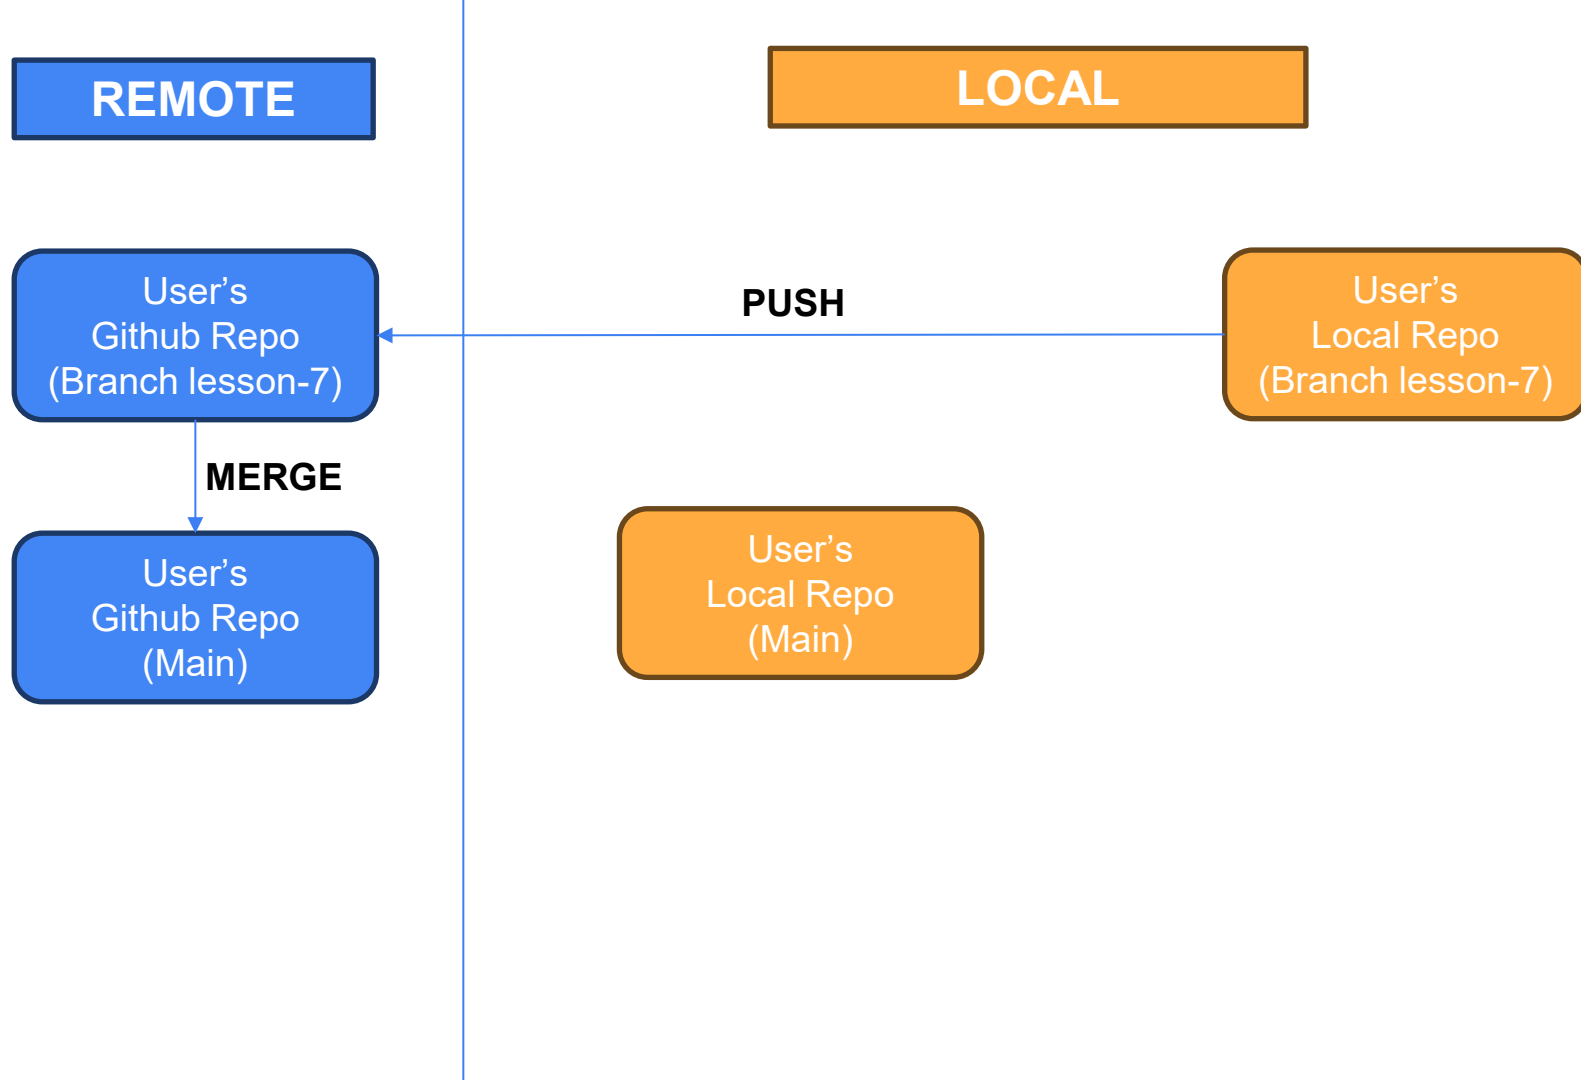 REMOTE
LOCAL
User’s
Github Repo
(Branch lesson-7)
PUSH
User’s
Local Repo
(Branch lesson-7)
MERGE
User’s
Github Repo
(Main)
User’s
Local Repo
(Main)